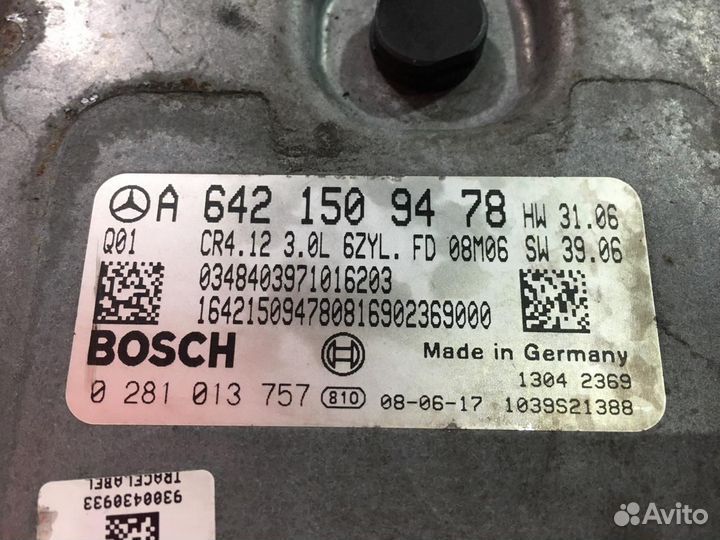 A 642 150 94 78 HW 31.06
Q01 CR4.12 3.0L 6ZYL. FD 08M06 SW 39.06
0348403971016203
164215094780816902369000
BOSCH Made in Germany
1304 2369
0 281 013 757 810 08-06-17 1039S21388
TRACELABEL
9300430933
Avito